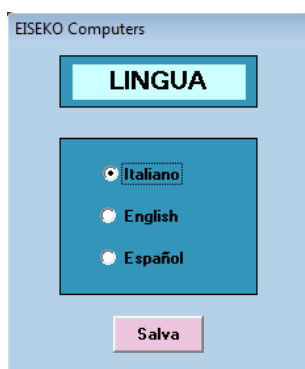 EISEKO Computers
LINGUA
Italiano
English
Español
Salva